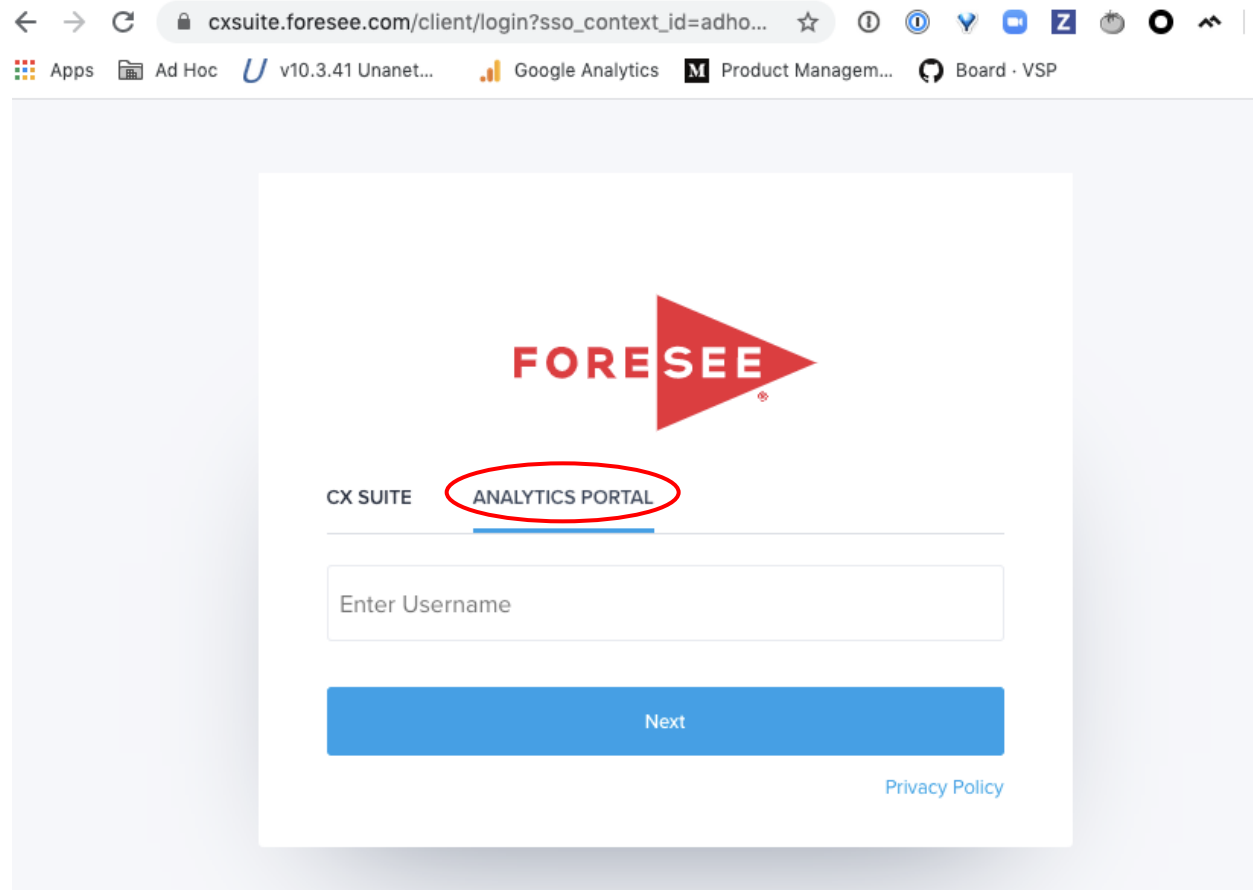 cxsuite.foresee.com/client/login?sso_context_id=adho...
Apps Ad Hoc v10.3.41 Unanet... Google Analytics M Product Managem... Board · VSP
FORESEE®
CX SUITE ANALYTICS PORTAL
Enter Username
Next
Privacy Policy